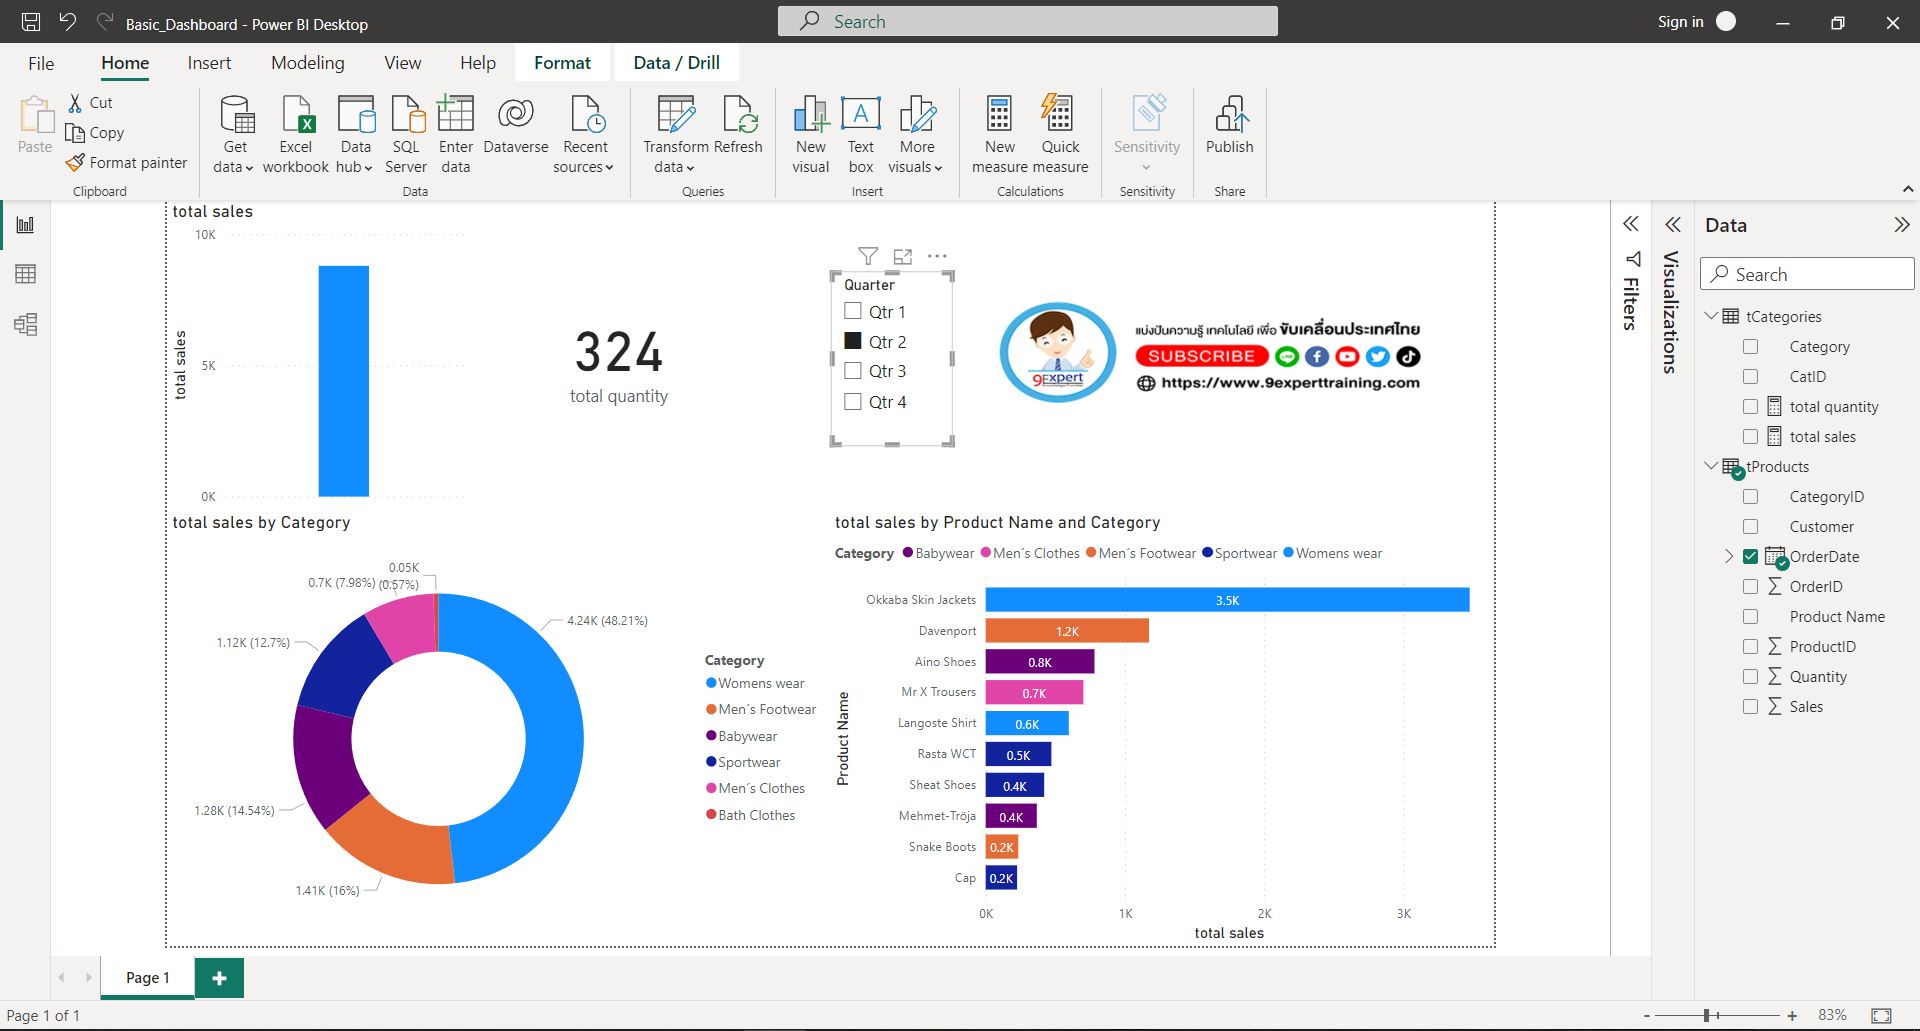 Basic_Dashboard - Power BI Desktop
Search
Sign in
File Home Insert Modeling View Help Format Data / Drill
Paste
Cut
Copy
Format painter
Clipboard
Get data
Excel workbook
Data hub
SQL Server
Enter data
Dataverse
Recent sources
Data
Transform data
Refresh
Queries
New visual
Text box
More visuals
Insert
New measure
Quick measure
Calculations
Sensitivity
Sensitivity
Publish
Share
total sales
10K
5K
0K
total sales
324
total quantity
Quarter
Qtr 1
Qtr 2
Qtr 3
Qtr 4
9Expert
แบ่งปันความรู้ เทคโนโลยี เพื่อ ขับเคลื่อนประเทศไทย
SUBSCRIBE
https://www.9experttraining.com
total sales by Category
0.05K
(0.57%)
0.7K (7.98%)
4.24K (48.21%)
1.12K (12.7%)
1.28K (14.54%)
1.41K (16%)
Category
Womens wear
Men´s Footwear
Babywear
Sportwear
Men´s Clothes
Bath Clothes
total sales by Product Name and Category
Category Babywear Men´s Clothes Men´s Footwear Sportwear Womens wear
Product Name
Okkaba Skin Jackets 3.5K
Davenport 1.2K
Aino Shoes 0.8K
Mr X Trousers 0.7K
Langoste Shirt 0.6K
Rasta WCT 0.5K
Sheat Shoes 0.4K
Mehmet-Tröja 0.4K
Snake Boots 0.2K
Cap 0.2K
0K 1K 2K 3K
total sales
Filters
Visualizations
Data
Search
tCategories
Category
CatID
total quantity
total sales
tProducts
CategoryID
Customer
OrderDate
OrderID
Product Name
ProductID
Quantity
Sales
Page 1
Page 1 of 1
83%